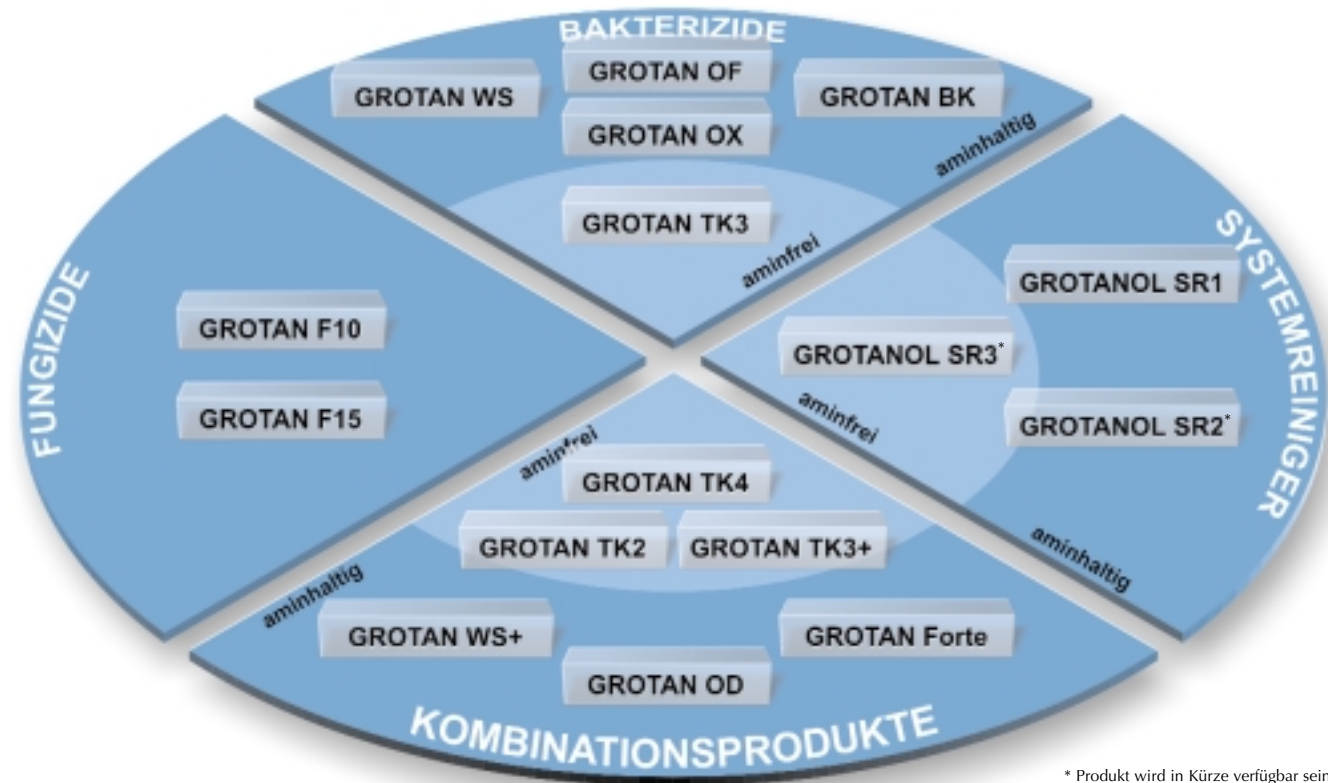 BAKTERIZIDE
GROTAN WS
GROTAN OF
GROTAN BK
GROTAN OX
aminhaltig
GROTAN TK3
aminfrei
FUNGIZIDE
GROTAN F10
GROTAN F15
SYSTEMREINIGER
GROTANOL SR1
GROTANOL SR3*
GROTANOL SR2*
aminfrei
aminhaltig
aminfrei
GROTAN TK4
GROTAN TK2
GROTAN TK3+
aminhaltig
GROTAN WS+
GROTAN Forte
GROTAN OD
KOMBINATIONSPRODUKTE
* Produkt wird in Kürze verfügbar sein